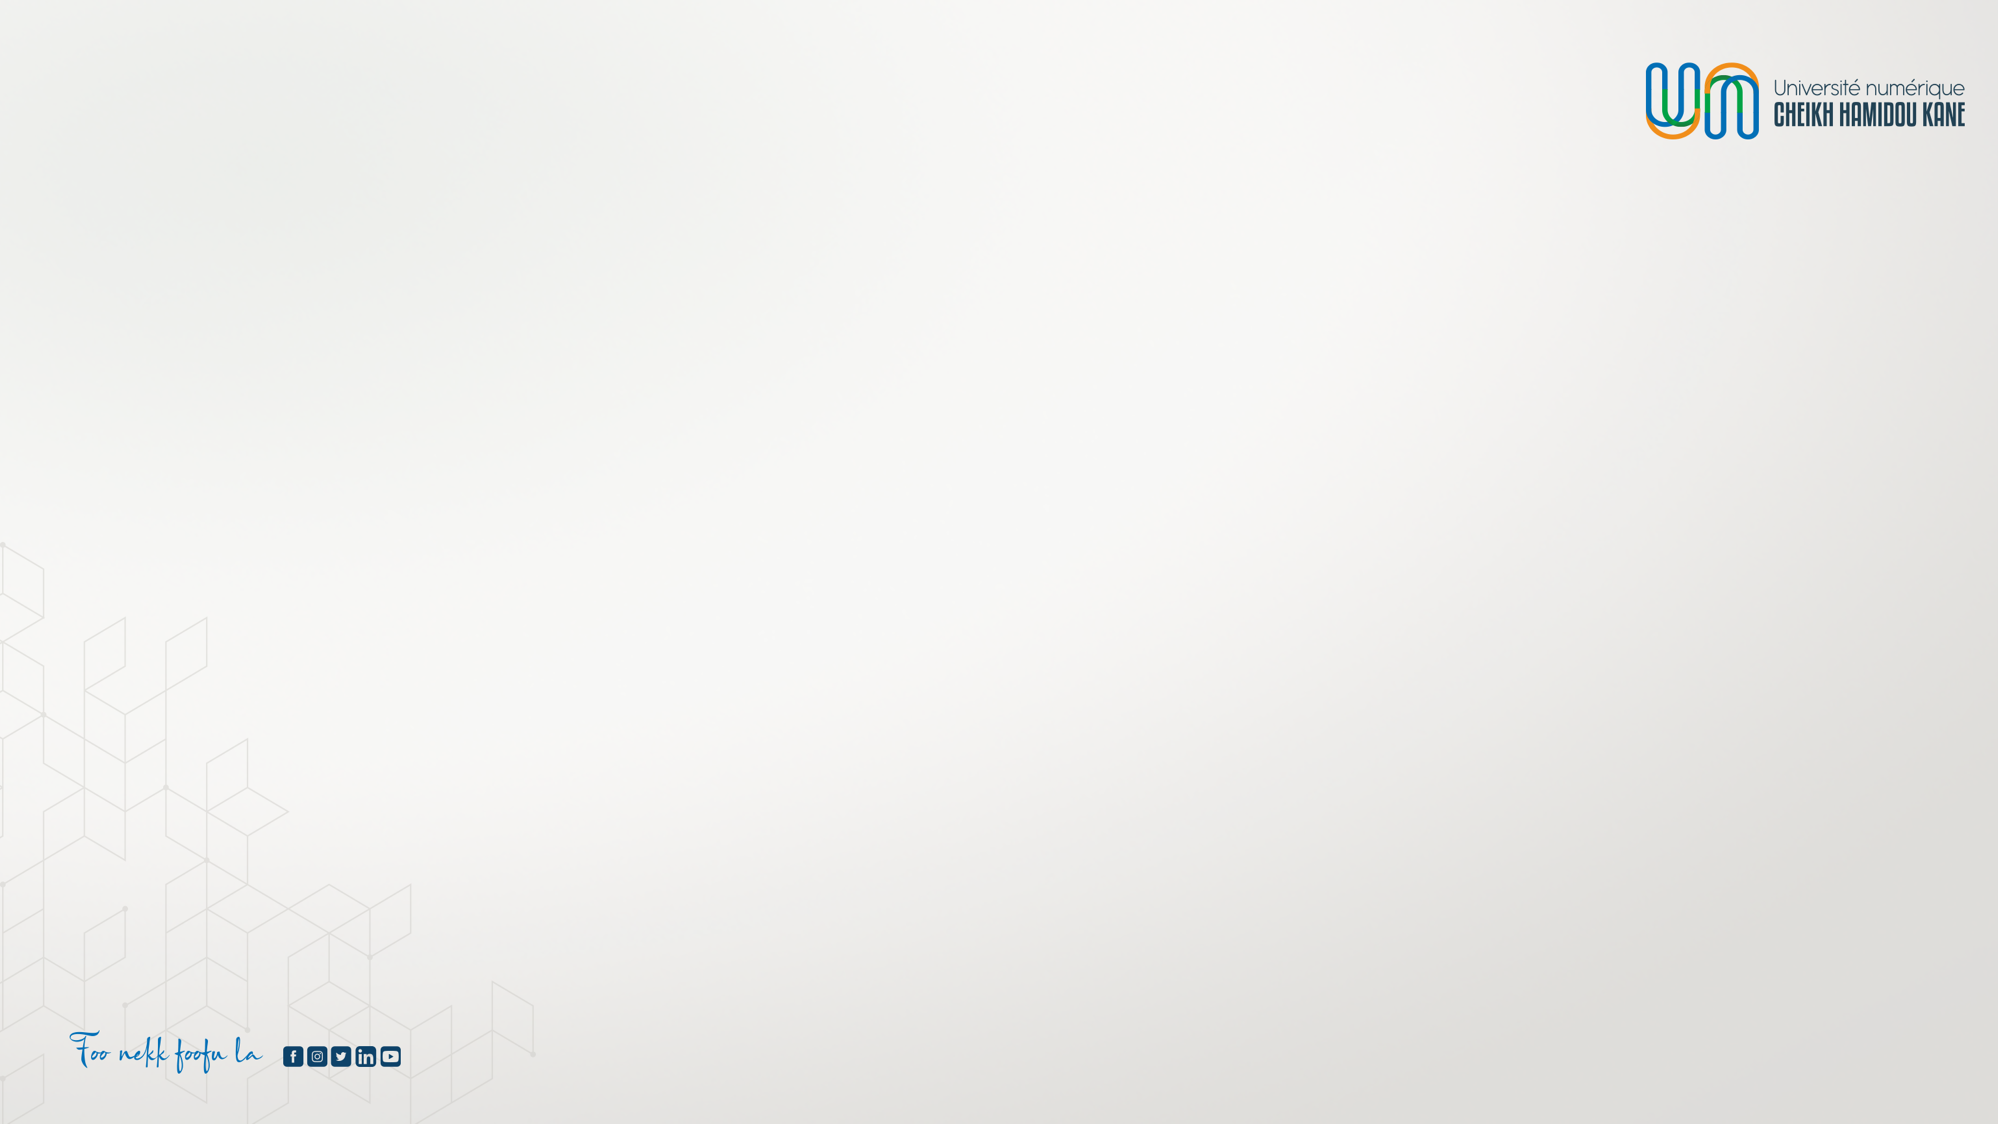 Université numérique
CHEIKH HAMIDOU KANE
Foo nekk foofu la